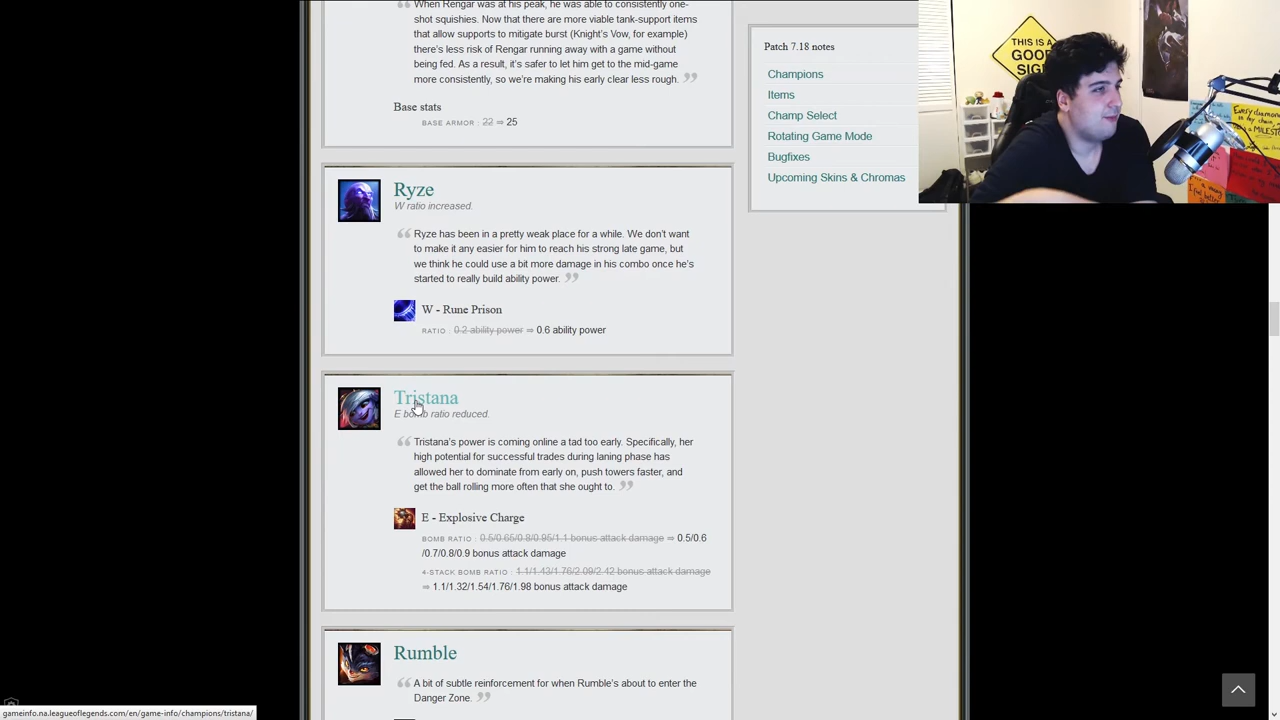 When Rengar was at his peak, he was able to consistently one-
shot squishies. Now that there are more viable tank-support items
that allow supports to mitigate burst (Knight's Vow, for example)
there's less risk of Rengar running away with a game without
being fed. As a result, it's safer to let him get to the mid-game
more consistently, so we're making his early clear less rough.
Base stats
BASE ARMOR : 22 ⇒ 25
Ryze
W ratio increased.
Ryze has been in a pretty weak place for a while. We don't want
to make it any easier for him to reach his strong late game, but
we think he could use a bit more damage in his combo once he's
started to really build ability power.
W - Rune Prison
RATIO : 0.2 ability power ⇒ 0.6 ability power
Tristana
E bomb ratio reduced.
Tristana's power is coming online a tad too early. Specifically, her
high potential for successful trades during laning phase has
allowed her to dominate from early on, push towers faster, and
get the ball rolling more often that she ought to.
E - Explosive Charge
BOMB RATIO : 0.5/0.65/0.8/0.95/1.1 bonus attack damage ⇒ 0.5/0.6
/0.7/0.8/0.9 bonus attack damage
4-STACK BOMB RATIO : 1.1/1.43/1.76/2.09/2.42 bonus attack damage
⇒ 1.1/1.32/1.54/1.76/1.98 bonus attack damage
Rumble
A bit of subtle reinforcement for when Rumble's about to enter the
Danger Zone.
Patch 7.18 notes
Champions
Items
Champ Select
Rotating Game Mode
Bugfixes
Upcoming Skins & Chromas
THIS IS A
GOOD
SIGN
Every diamond
in my chain,
a MILESTO
gameinfo.na.leagueoflegends.com/en/game-info/champions/tristana/